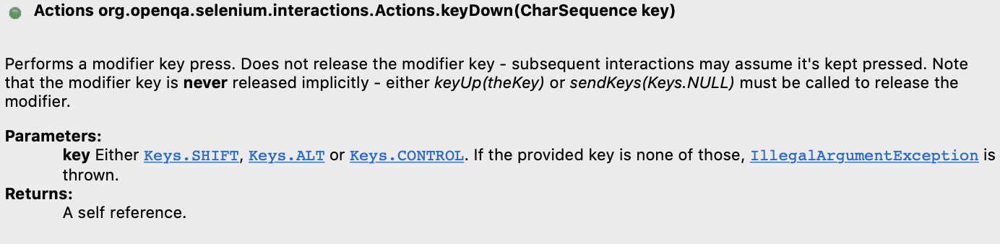 Actions org.openqa.selenium.interactions.Actions.keyDown(CharSequence key)
Performs a modifier key press. Does not release the modifier key - subsequent interactions may assume it's kept pressed. Note
that the modifier key is never released implicitly - either keyUp(theKey) or sendKeys(Keys.NULL) must be called to release the
modifier.
Parameters:
key Either Keys.SHIFT, Keys.ALT or Keys.CONTROL. If the provided key is none of those, IllegalArgumentException is
thrown.
Returns:
A self reference.